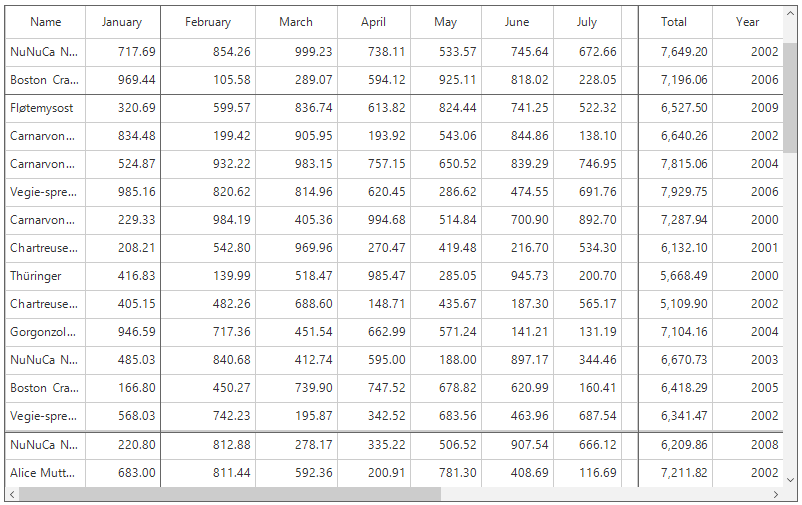 Name January February March April May June July Total Year
NuNuCa N... 717.69 854.26 999.23 738.11 533.57 745.64 672.66 7,649.20 2002
Boston Cra... 969.44 105.58 289.07 594.12 925.11 818.02 228.05 7,196.06 2006
Fløtemysost 320.69 599.57 836.74 613.82 824.44 741.25 522.32 6,527.50 2009
Carnarvon... 834.48 199.42 905.95 193.92 543.06 844.86 138.10 6,640.26 2002
Carnarvon... 524.87 932.22 983.15 757.15 650.52 839.29 746.95 7,815.06 2004
Vegie-spre... 985.16 820.62 814.96 620.45 286.62 474.55 691.76 7,929.75 2006
Carnarvon... 229.33 984.19 405.36 994.68 514.84 700.90 892.70 7,287.94 2000
Chartreuse... 208.21 542.80 969.96 270.47 419.48 216.70 534.30 6,132.10 2001
Thüringer 416.83 139.99 518.47 985.47 285.05 945.73 200.70 5,668.49 2000
Chartreuse... 405.15 482.26 688.60 148.71 435.67 187.30 565.17 5,109.90 2002
Gorgonzol... 946.59 717.36 451.54 662.99 571.24 141.21 131.19 7,104.16 2004
NuNuCa N... 485.03 840.68 412.74 595.00 188.00 897.17 344.46 6,670.73 2003
Boston Cra... 166.80 450.27 739.90 747.52 678.82 620.99 160.41 6,418.29 2005
Vegie-spre... 568.03 742.23 195.87 342.52 683.56 463.96 687.54 6,341.47 2002
NuNuCa N... 220.80 812.88 278.17 335.22 506.52 907.54 666.12 6,209.86 2008
Alice Mutt... 683.00 811.44 592.36 200.91 781.30 408.69 116.69 7,211.82 2002